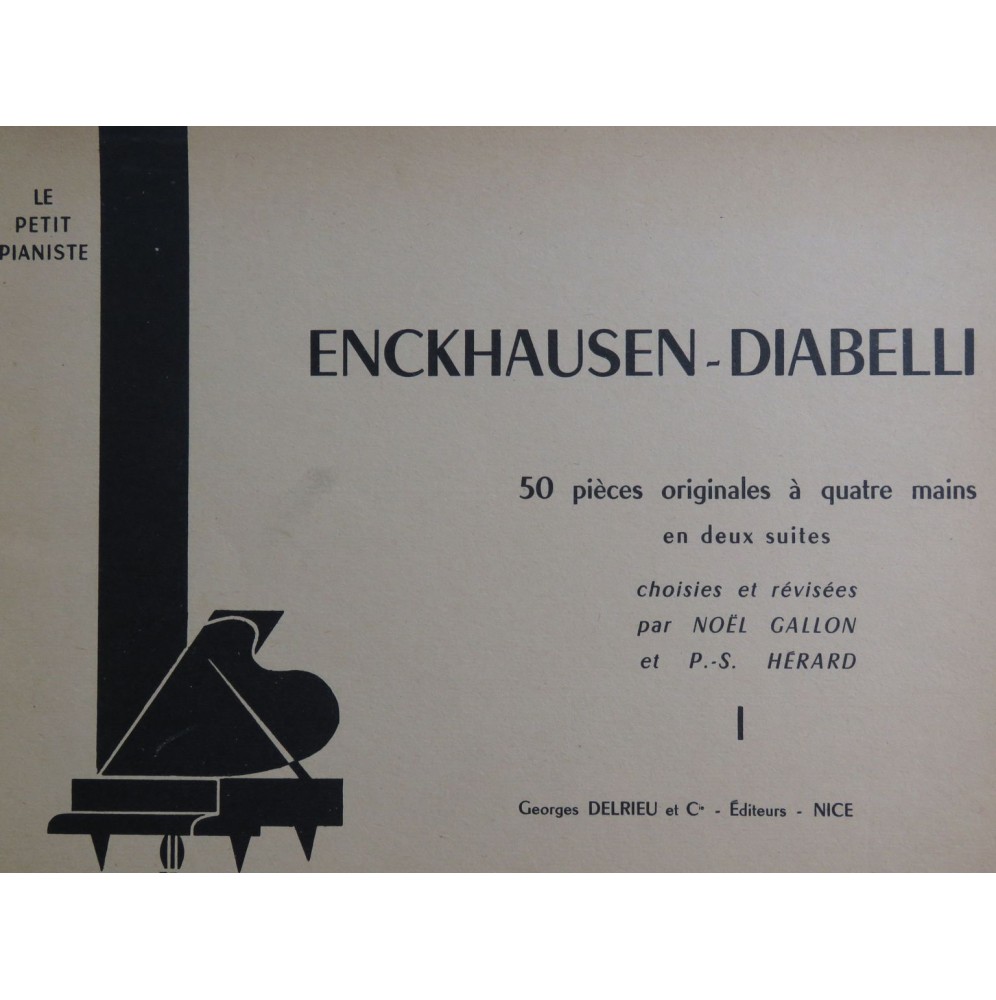 LE
PETIT
PIANISTE
ENCKHAUSEN-DIABELLI
50 pièces originales à quatre mains
en deux suites
choisies et révisées
par NOËL GALLON
et P.-S. HÉRARD
I
Georges DELRIEU et Cie - Éditeurs - NICE